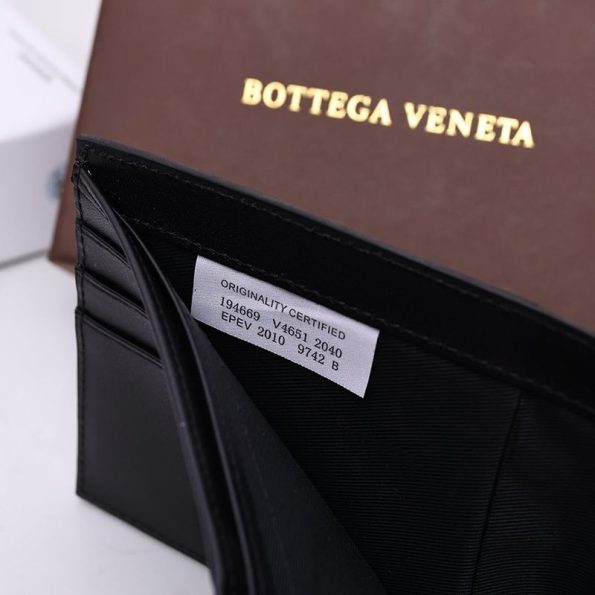 BOTTEGA VENETA
ORIGINALITY CERTIFIED
194669 V4651 2040
EPEV 2010 9742 B